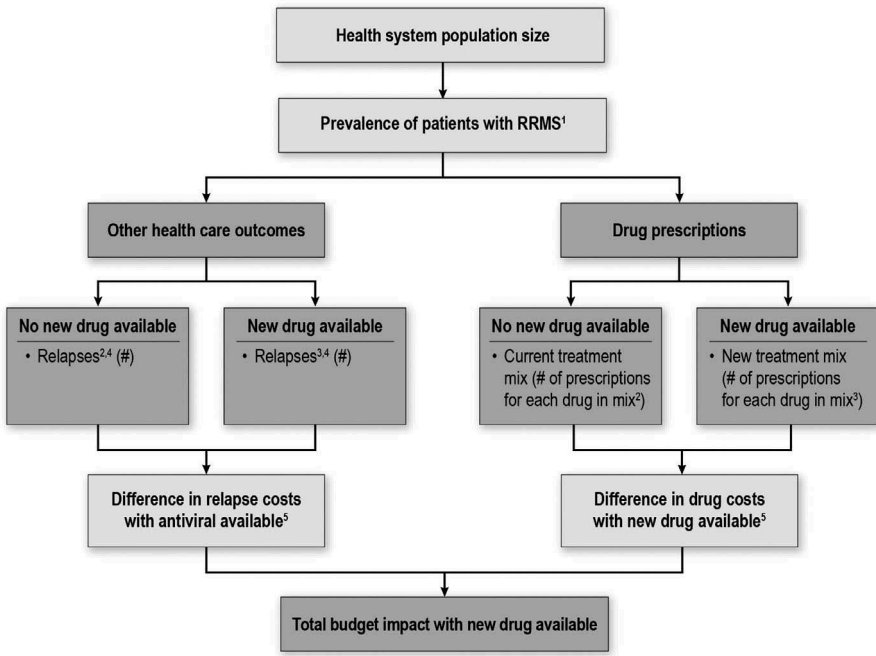 Health system population size
Prevalence of patients with RRMS¹
Other health care outcomes
Drug prescriptions
No new drug available
• Relapses²,⁴ (#)
New drug available
• Relapses³,⁴ (#)
No new drug available
• Current treatment
mix (# of prescriptions
for each drug in mix²)
New drug available
• New treatment mix
(# of prescriptions
for each drug in mix³)
Difference in relapse costs
with antiviral available⁵
Difference in drug costs
with new drug available⁵
Total budget impact with new drug available